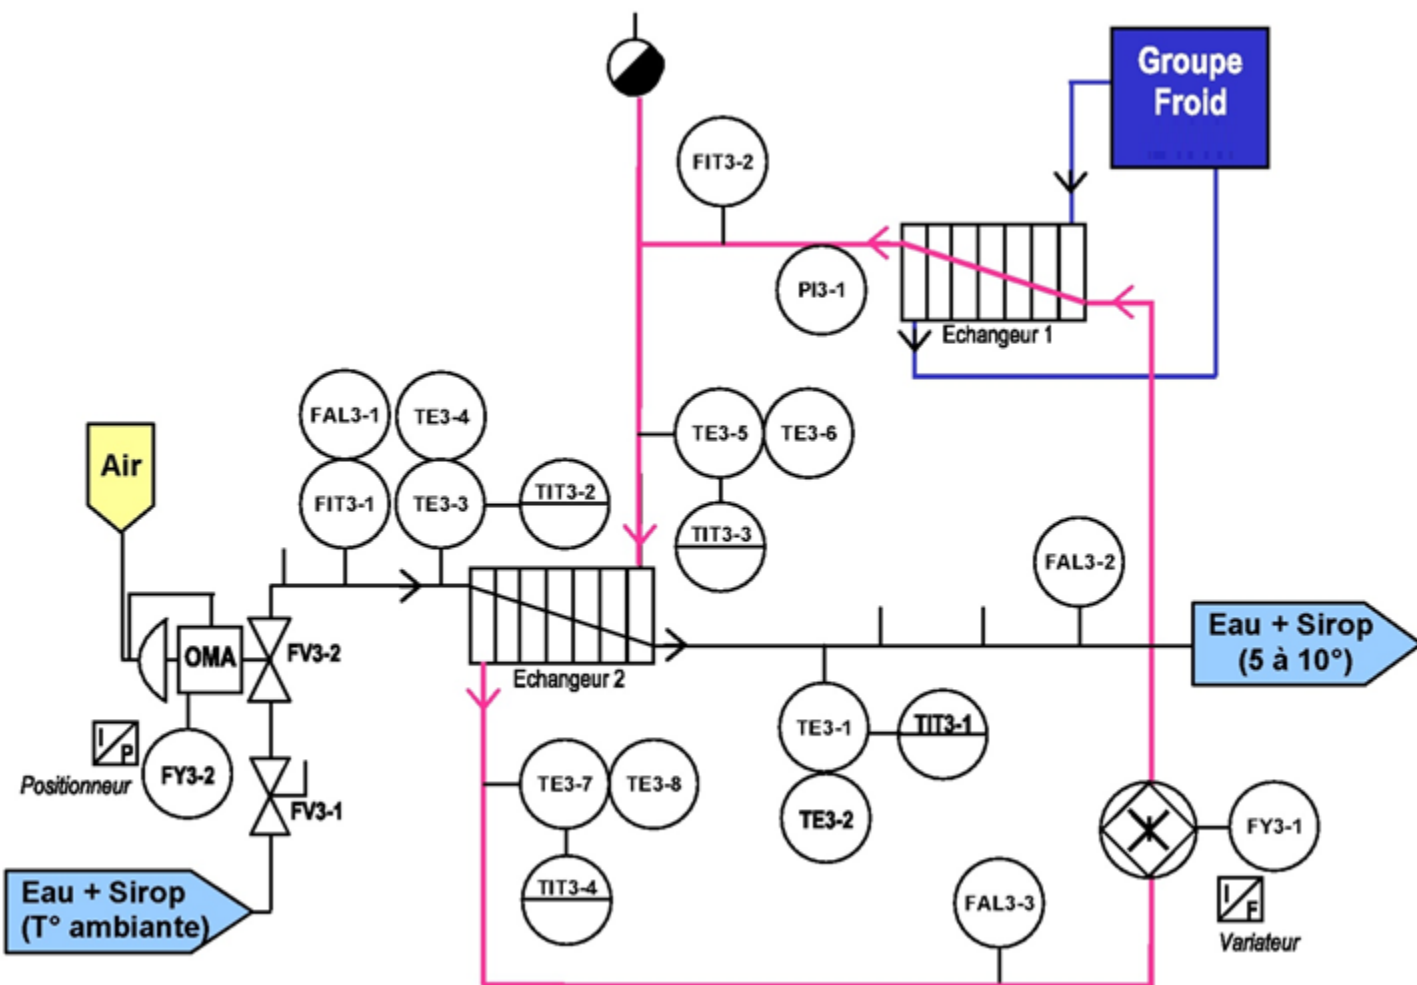 Groupe
Froid
FIT3-2
PI3-1
Echangeur 1
FAL3-1
TE3-4
TE3-5
TE3-6
Air
FIT3-1
TE3-3
TIT3-2
TIT3-3
FAL3-2
OMA
FV3-2
Echangeur 2
Eau + Sirop
(5 à 10°)
I
P
Positionneur
FY3-2
TE3-1
TIT3-1
TE3-7
TE3-8
FV3-1
TE3-2
FY3-1
Eau + Sirop
(T° ambiante)
TIT3-4
FAL3-3
I
F
Variateur